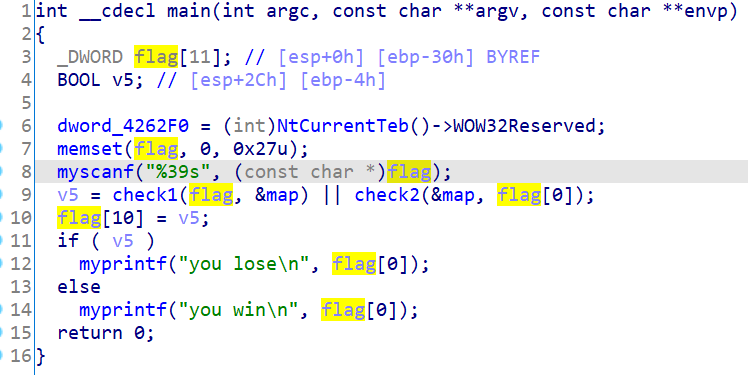 1 int __cdecl main(int argc, const char **argv, const char **envp)
2 {
3   _DWORD flag[11]; // [esp+0h] [ebp-30h] BYREF
4   BOOL v5; // [esp+2Ch] [ebp-4h]
5
6   dword_4262F0 = (int)NtCurrentTeb()->WOW32Reserved;
7   memset(flag, 0, 0x27u);
8   myscanf("%39s", (const char *)flag);
9   v5 = check1(flag, &map) || check2(&map, flag[0]);
10   flag[10] = v5;
11   if ( v5 )
12     myprintf("you lose\n", flag[0]);
13   else
14     myprintf("you win\n", flag[0]);
15   return 0;
16 }